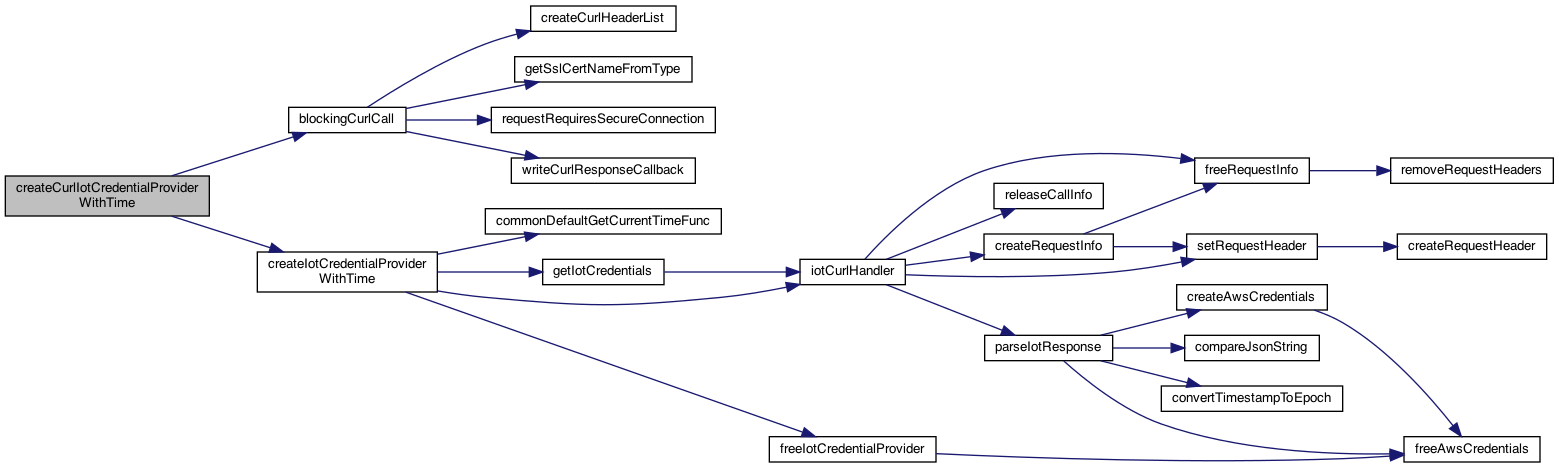 createCurlHeaderList
getSslCertNameFromType
blockingCurlCall
requestRequiresSecureConnection
writeCurlResponseCallback
createCurlIotCredentialProvider
WithTime
freeRequestInfo
removeRequestHeaders
releaseCallInfo
commonDefaultGetCurrentTimeFunc
createRequestInfo
setRequestHeader
createRequestHeader
createIotCredentialProvider
WithTime
getIotCredentials
iotCurlHandler
createAwsCredentials
parseIotResponse
compareJsonString
convertTimestampToEpoch
freeIotCredentialProvider
freeAwsCredentials